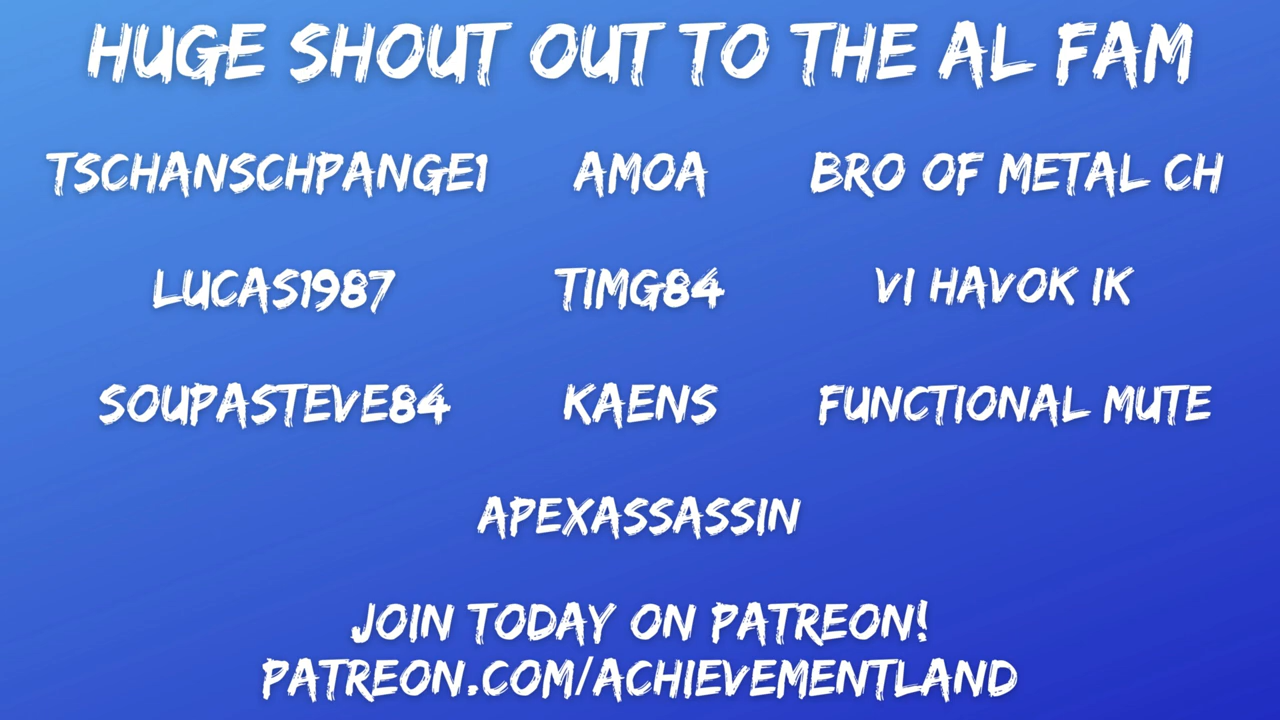 HUGE SHOUT OUT TO THE AL FAM
TSCHANSCHPANGE1 AMOA BRO OF METAL CH
LUCAS1987 TIMG84 VI HAVOK IK
SOUPASTEVE84 KAENS FUNCTIONAL MUTE
APEXASSASSIN
JOIN TODAY ON PATREON!
PATREON.COM/ACHIEVEMENTLAND